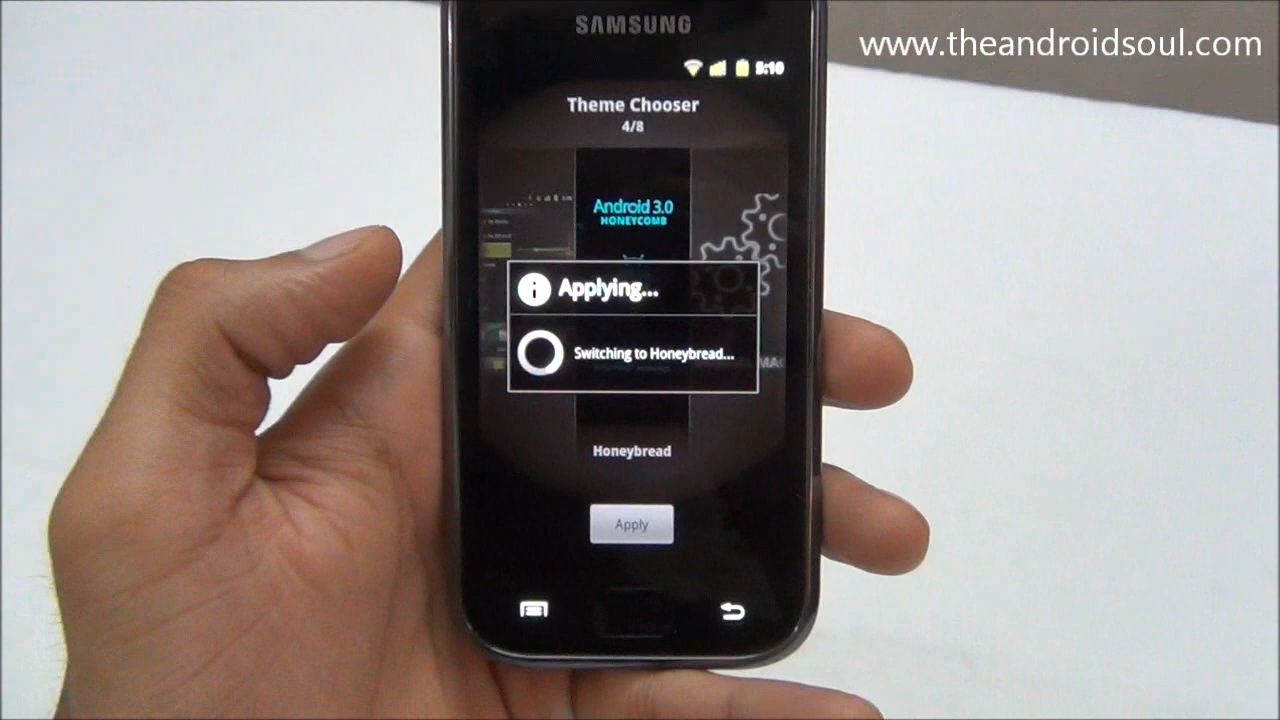 www.theandroidsoul.com
SAMSUNG
8:10
Theme Chooser
4/8
Android 3.0
HONEYCOMB
Applying...
Switching to Honeybread...
Honeybread
Apply